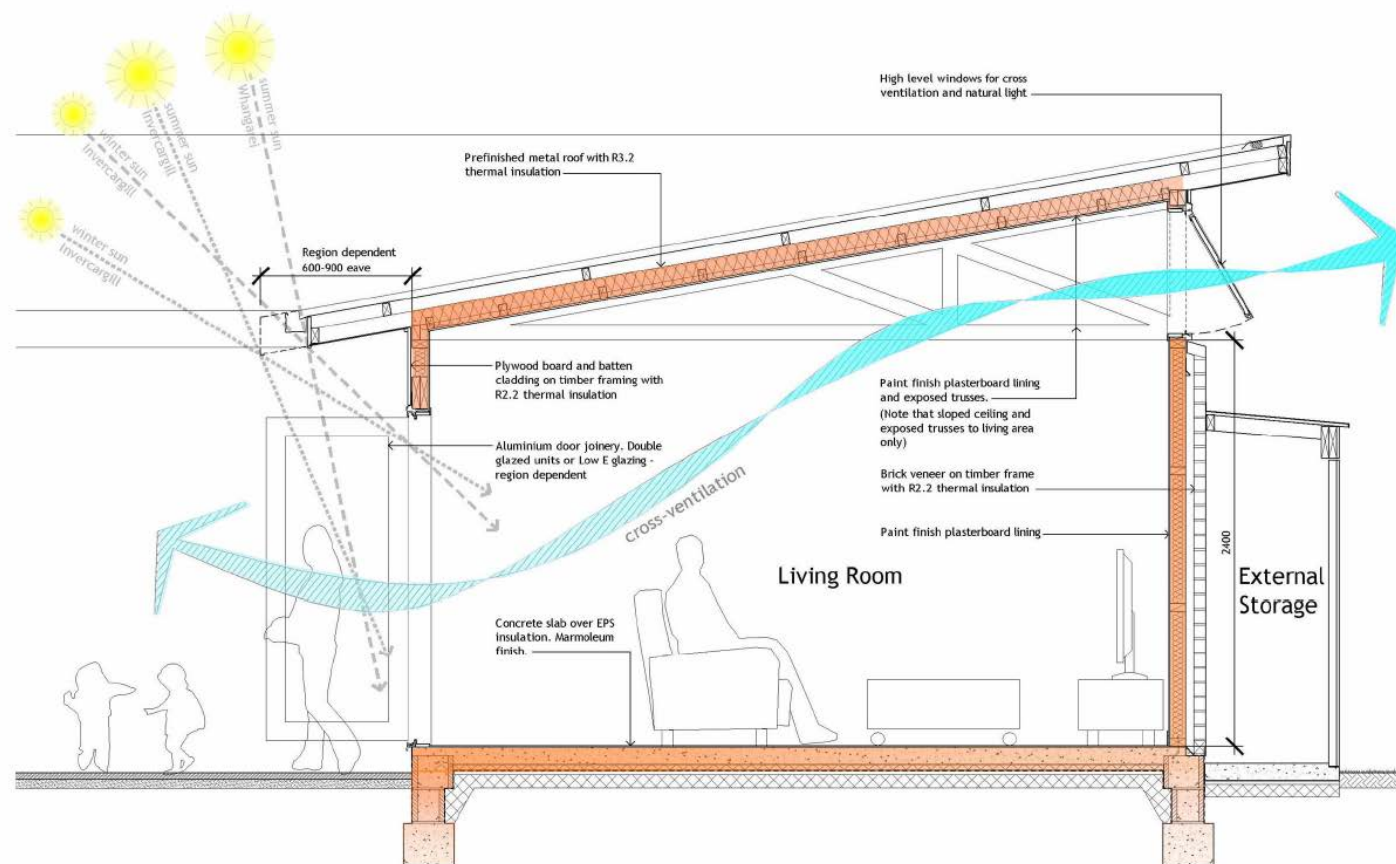 summer sun
Whangarei
summer sun
Invercargill
winter sun
Invercargill
winter sun
Invercargill
High level windows for cross
ventilation and natural light
Prefinished metal roof with R3.2
thermal insulation
Region dependent
600-900 eave
Plywood board and batten
cladding on timber framing with
R2.2 thermal insulation
Paint finish plasterboard lining
and exposed trusses.
(Note that sloped ceiling and
exposed trusses to living area
only)
Aluminium door joinery. Double
glazed units or Low E glazing -
region dependent
Brick veneer on timber frame
with R2.2 thermal insulation
cross-ventilation
Paint finish plasterboard lining
2400
Living Room
External
Storage
Concrete slab over EPS
insulation. Marmoleum
finish.